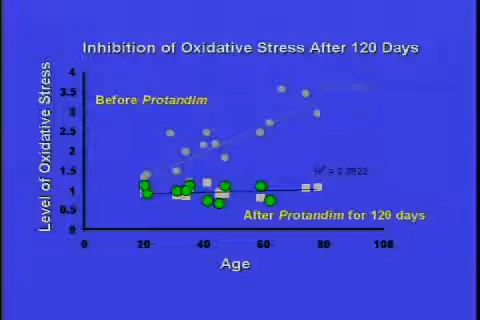 Inhibition of Oxidative Stress After 120 Days
Level of Oxidative Stress
4
3.5
3
2.5
2
1.5
1
0.5
0
Before Protandim
After Protandim for 120 days
0 20 40 60 80 100
Age